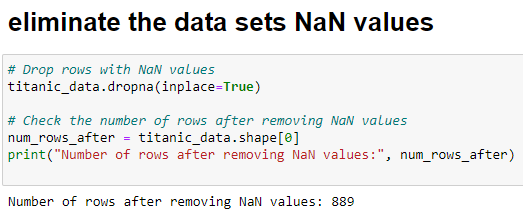 eliminate the data sets NaN values
# Drop rows with NaN values
titanic_data.dropna(inplace=True)
# Check the number of rows after removing NaN values
num_rows_after = titanic_data.shape[0]
print("Number of rows after removing NaN values:", num_rows_after)
Number of rows after removing NaN values: 889